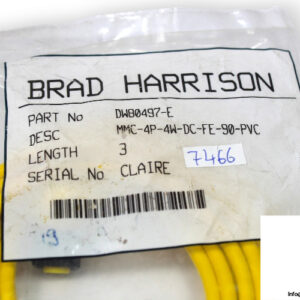 BRAD HARRISON
PART No DW80497-E
DESC MMC-4P-4W-DC-FE-90-PVC
LENGTH 3
7466
SERIAL No CLAIRE